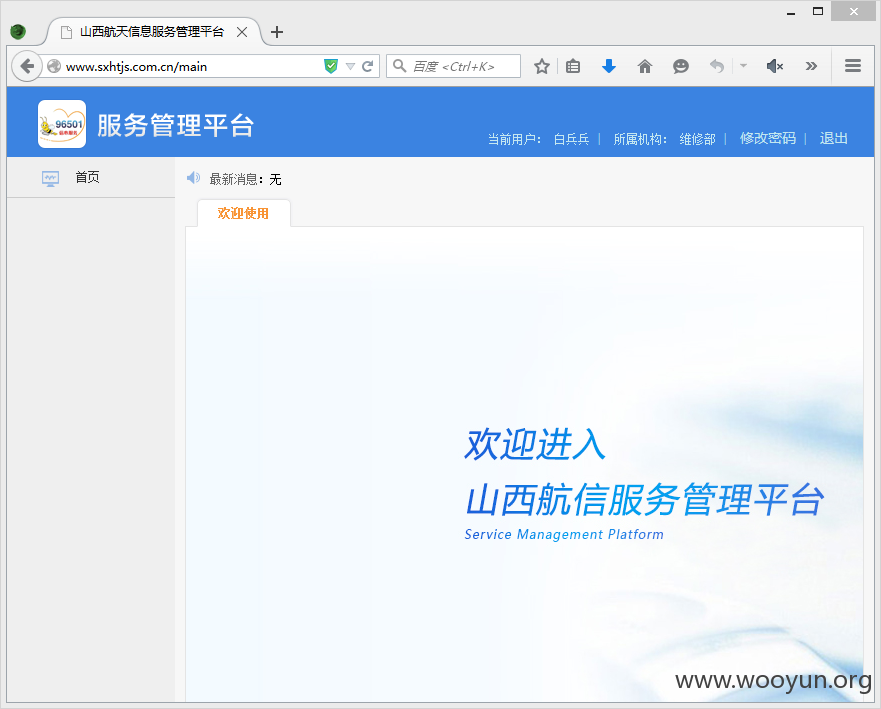 山西航天信息服务管理平台
www.sxhtjs.com.cn/main
百度 <Ctrl+K>
96501
服务管理平台
当前用户： 白兵兵 | 所属机构： 维修部 | 修改密码 | 退出
首页
最新消息：无
欢迎使用
欢迎进入
山西航信服务管理平台
Service Management Platform
www.wooyun.org